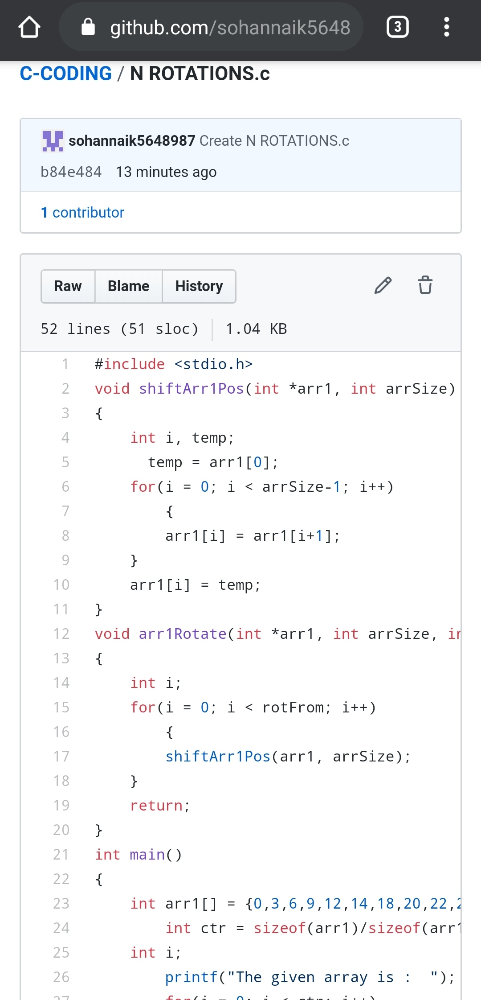 github.com/sohannaik5648
3
C-CODING / N ROTATIONS.c
sohannaik5648987 Create N ROTATIONS.c
b84e484 13 minutes ago
1 contributor
Raw Blame History
52 lines (51 sloc) 1.04 KB
1 #include <stdio.h>
2 void shiftArr1Pos(int *arr1, int arrSize)
3 {
4 int i, temp;
5 temp = arr1[0];
6 for(i = 0; i < arrSize-1; i++)
7 {
8 arr1[i] = arr1[i+1];
9 }
10 arr1[i] = temp;
11 }
12 void arr1Rotate(int *arr1, int arrSize,
13 {
14 int i;
15 for(i = 0; i < rotFrom; i++)
16 {
17 shiftArr1Pos(arr1, arrSize);
18 }
19 return;
20 }
21 int main()
22 {
23 int arr1[] = {0,3,6,9,12,14,18,20,22,
24 int ctr = sizeof(arr1)/sizeof(arr1
25 int i;
26 printf("The given array is :  ");
27 for(i = 0; i < ctr; i++)